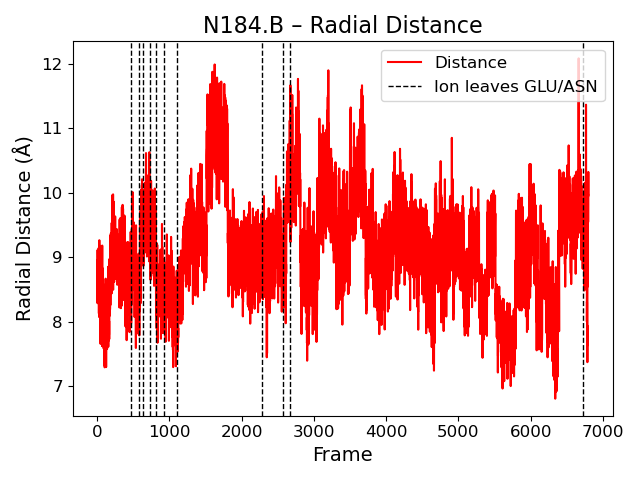 N184.B – Radial Distance
Distance
Ion leaves GLU/ASN
Radial Distance (Å)
12
11
10
9
8
7
0
1000
2000
3000
4000
5000
6000
7000
Frame